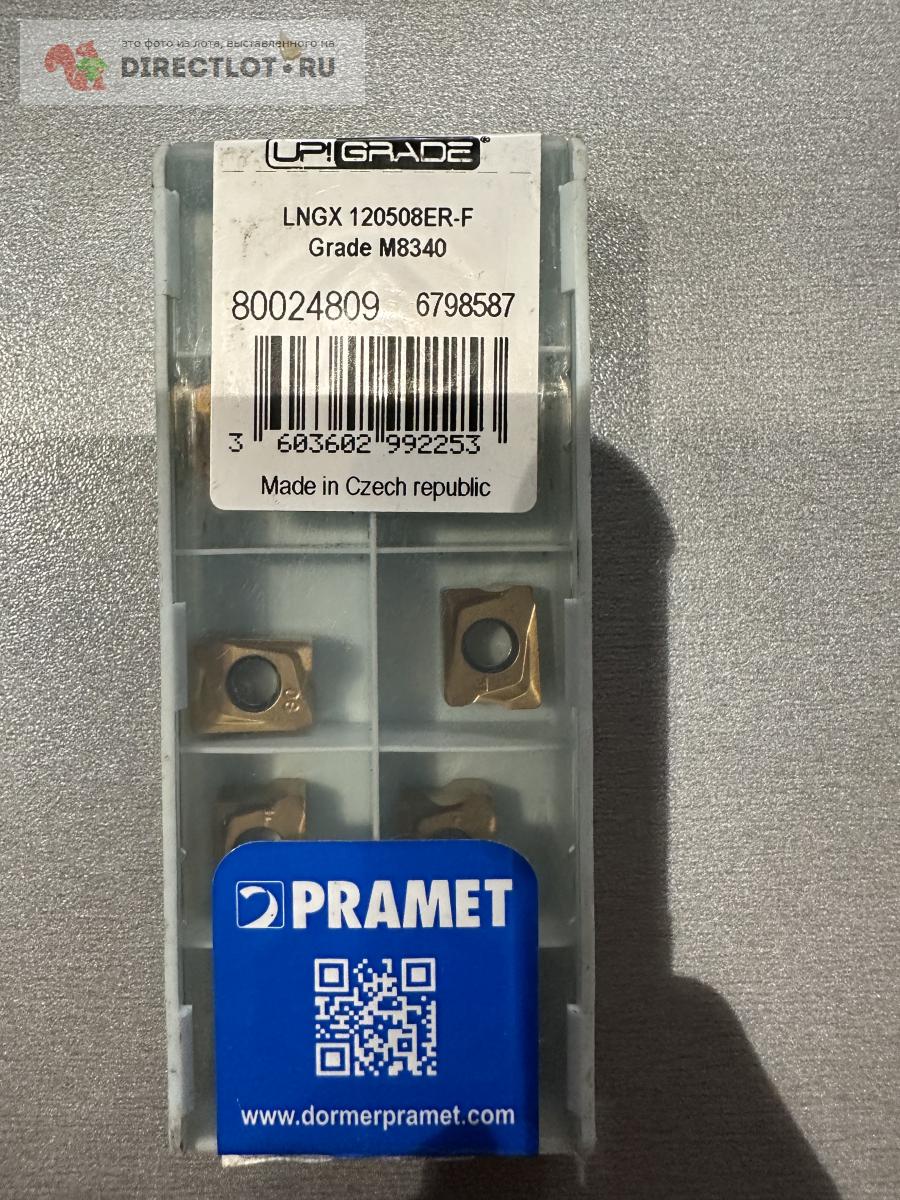 это фото из лота, выставленного на
DIRECTLOT.RU
UP! GRADE®
LNGX 120508ER-F
Grade M8340
80024809 6798587
3 603602 992253
Made in Czech republic
08
PRAMET
www.dormerpramet.com